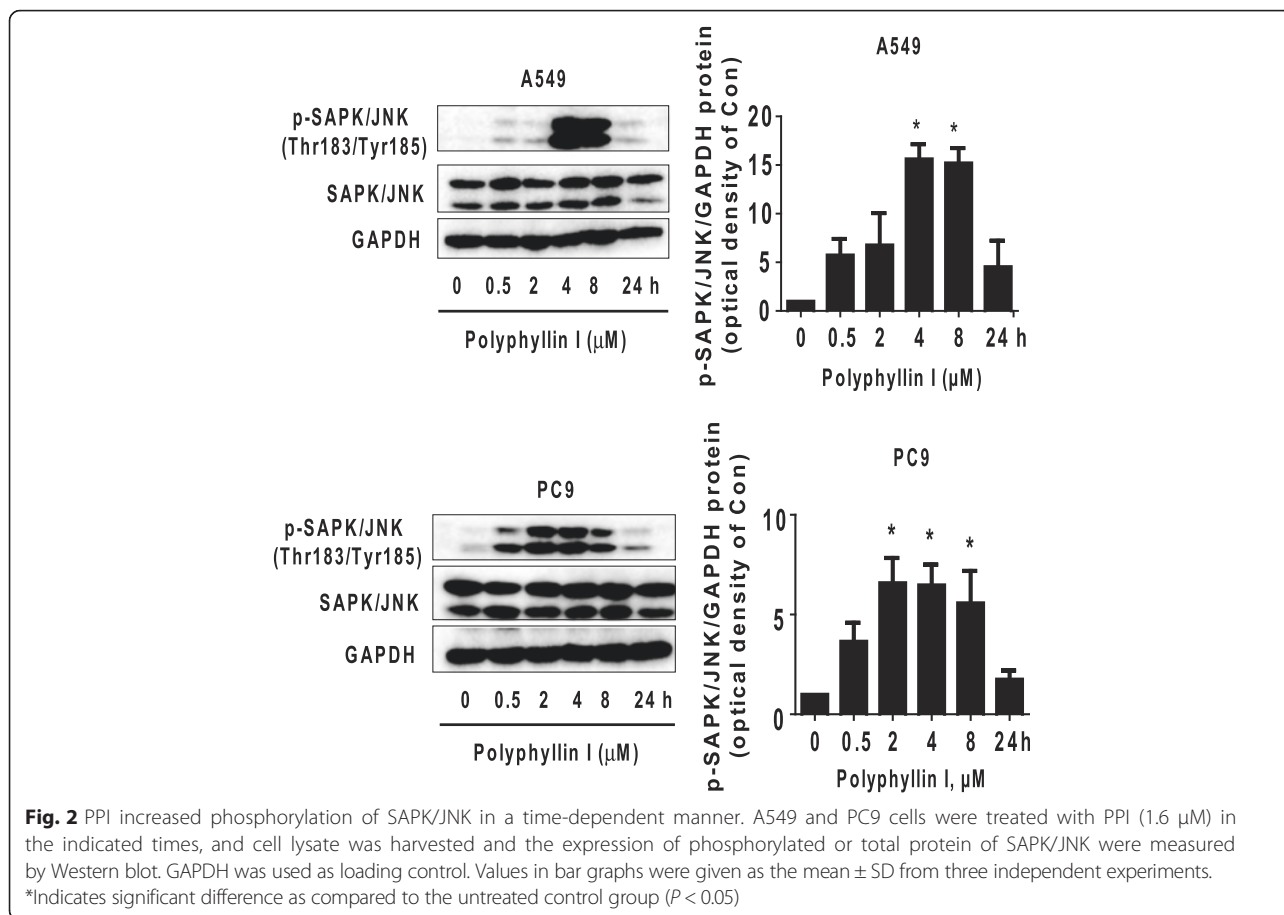 A549
p-SAPK/JNK
(Thr183/Tyr185)
SAPK/JNK
GAPDH
0 0.5 2 4 8 24 h
Polyphyllin I (μM)
A549
p-SAPK/JNK/GAPDH protein
(optical density of Con)
20
15
10
5
0
* *
0 0.5 2 4 8 24 h
Polyphyllin I (μM)
PC9
p-SAPK/JNK
(Thr183/Tyr185)
SAPK/JNK
GAPDH
0 0.5 2 4 8 24 h
Polyphyllin I (μM)
PC9
p-SAPK/JNK/GAPDH protein
(optical density of Con)
10
5
0
* * *
0 0.5 2 4 8 24h
Polyphyllin I, μM
Fig. 2 PPI increased phosphorylation of SAPK/JNK in a time-dependent manner. A549 and PC9 cells were treated with PPI (1.6 μM) in
the indicated times, and cell lysate was harvested and the expression of phosphorylated or total protein of SAPK/JNK were measured
by Western blot. GAPDH was used as loading control. Values in bar graphs were given as the mean ± SD from three independent experiments.
*Indicates significant difference as compared to the untreated control group (P < 0.05)